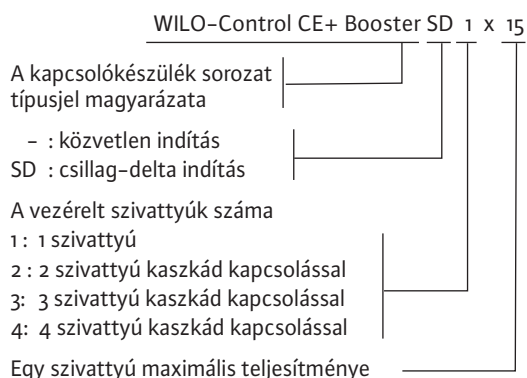 WILO-Control CE+ Booster SD 1 x 15
A kapcsolókészülék sorozat
típusjel magyarázata
- : közvetlen indítás
SD : csillag-delta indítás
A vezérelt szivattyúk száma
1 : 1 szivattyú
2 : 2 szivattyú kaszkád kapcsolással
3: 3 szivattyú kaszkád kapcsolással
4: 4 szivattyú kaszkád kapcsolással
Egy szivattyú maximális teljesítménye